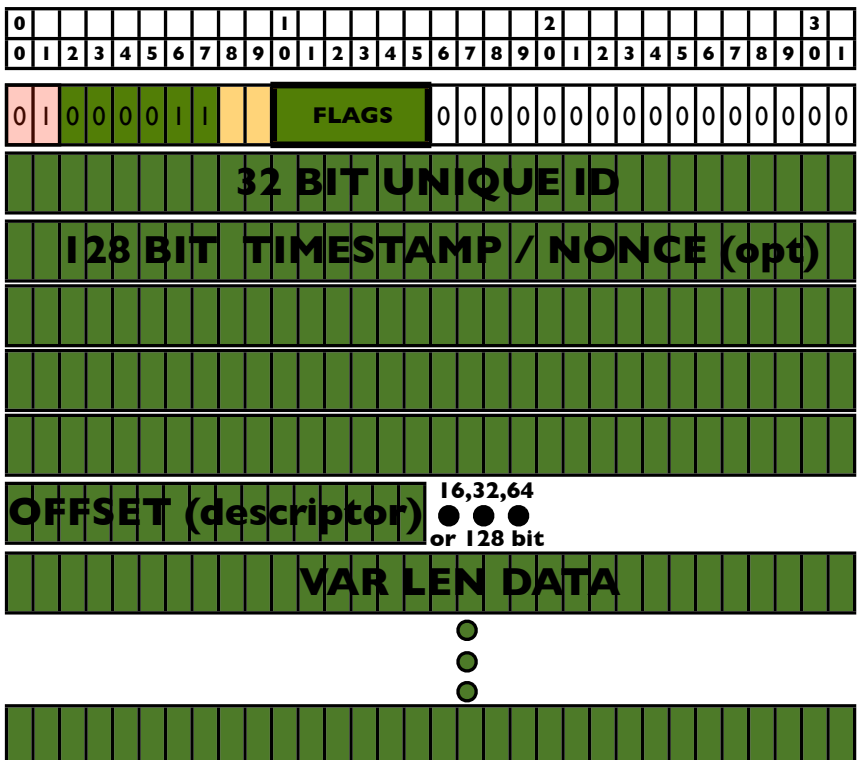 0 1 2 3
0 1 2 3 4 5 6 7 8 9 0 1 2 3 4 5 6 7 8 9 0 1 2 3 4 5 6 7 8 9 0 1
0 1 0 0 0 0 1 1 FLAGS 0 0 0 0 0 0 0 0 0 0 0 0 0 0 0 0
32 BIT UNIQUE ID
128 BIT TIMESTAMP / NONCE (opt)
16,32,64
OFFSET (descriptor)
or 128 bit
VAR LEN DATA